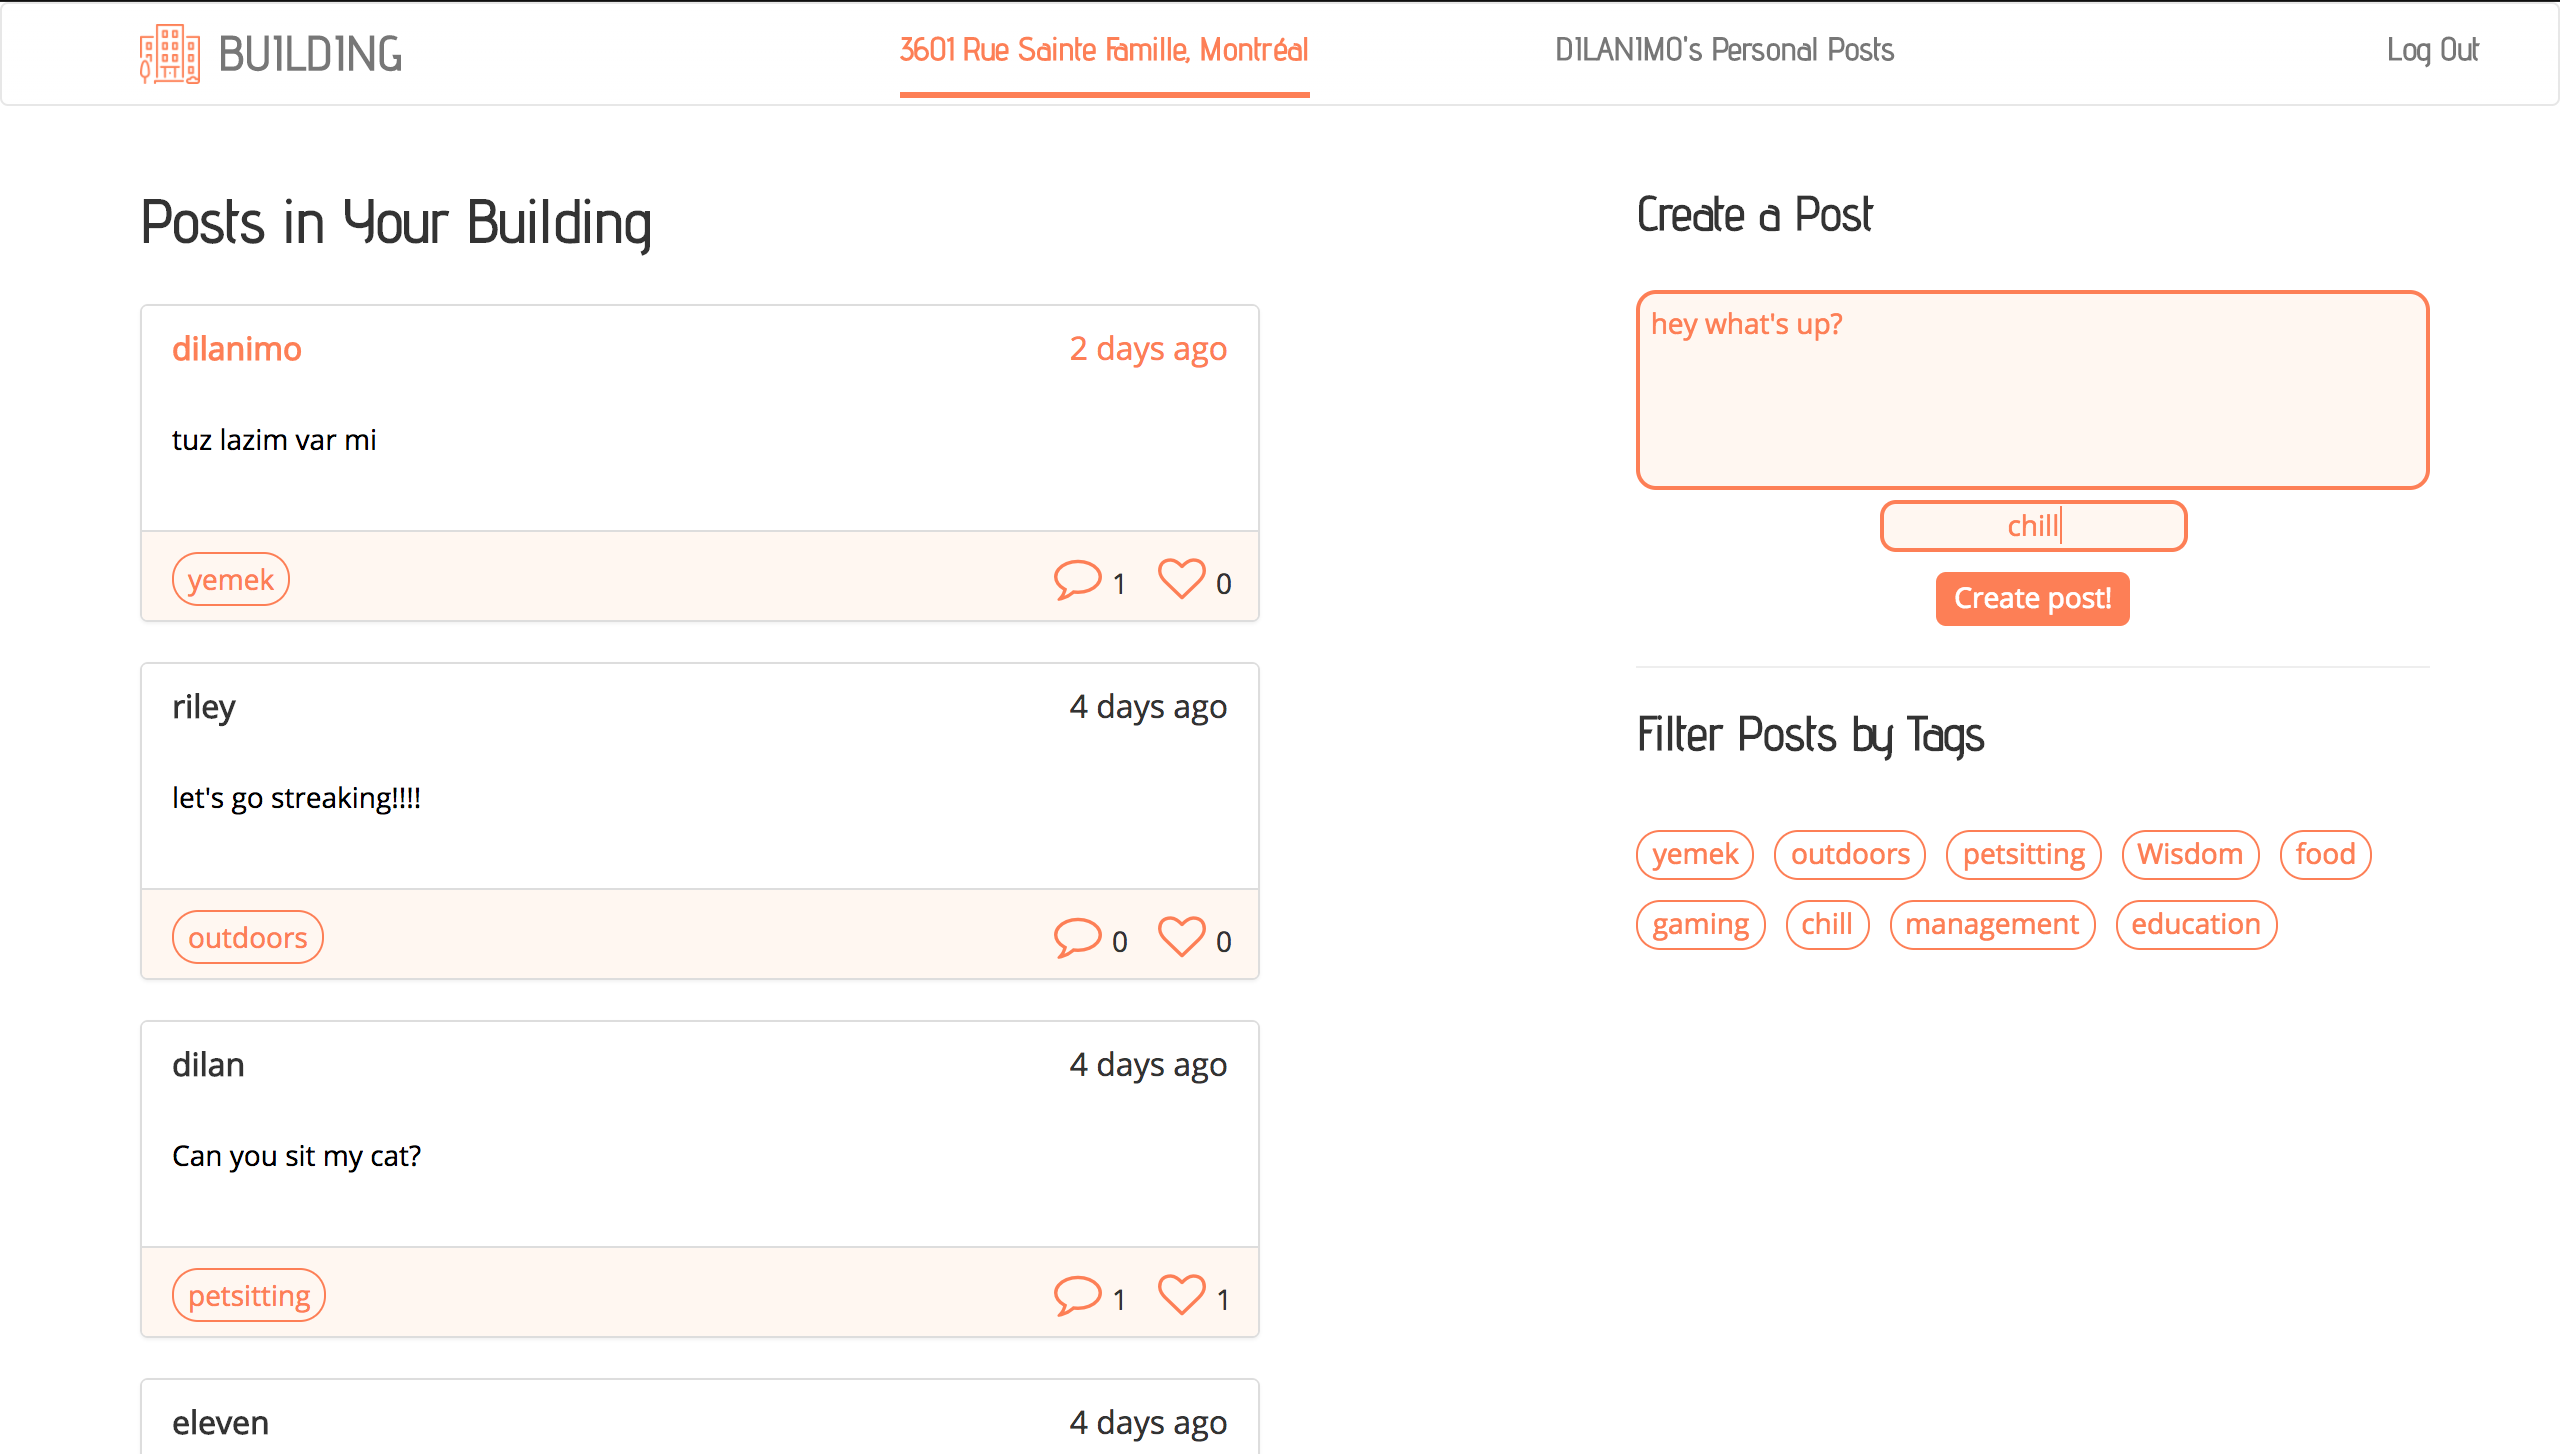 BUILDING
3601 Rue Sainte Famille, Montréal
DILANIMO's Personal Posts
Log Out
Posts in Your Building
dilanimo 2 days ago
tuz lazim var mi
yemek 1 0
riley 4 days ago
let's go streaking!!!!
outdoors 0 0
dilan 4 days ago
Can you sit my cat?
petsitting 1 1
eleven 4 days ago
Create a Post
hey what's up?
chill
Create post!
Filter Posts by Tags
yemek outdoors petsitting Wisdom food
gaming chill management education